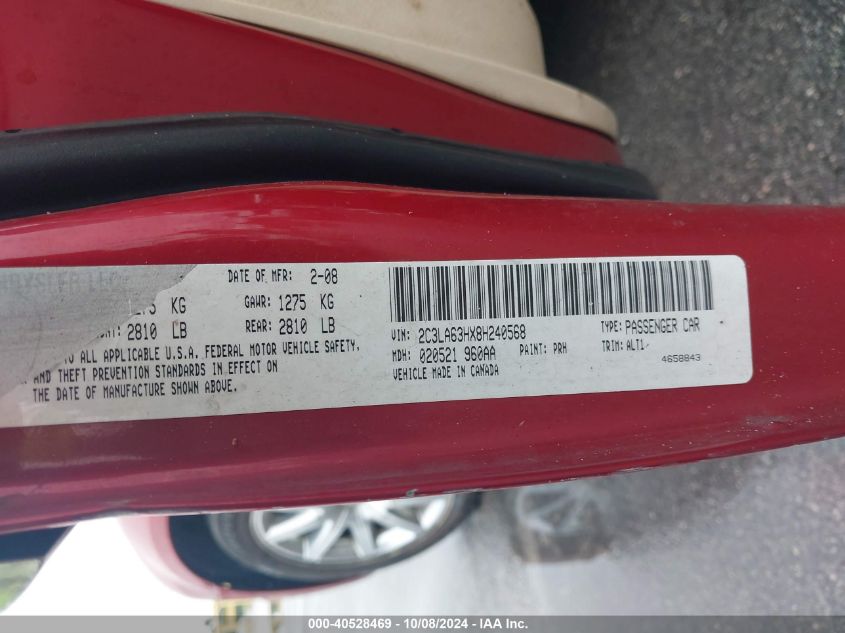 DATE OF MFR: 2-08
KG GAWR: 1275 KG
2810 LB REAR: 2810 LB
TO ALL APPLICABLE U.S.A. FEDERAL MOTOR VEHICLE SAFETY,
AND THEFT PREVENTION STANDARDS IN EFFECT ON
THE DATE OF MANUFACTURE SHOWN ABOVE.
VIN: 2C3LA63HX8H240568 TYPE: PASSENGER CAR
MDH: 020521 960AA PAINT: PRH TRIM: ALT1
VEHICLE MADE IN CANADA 4658843
000-40528469 - 10/08/2024 - IAA Inc.